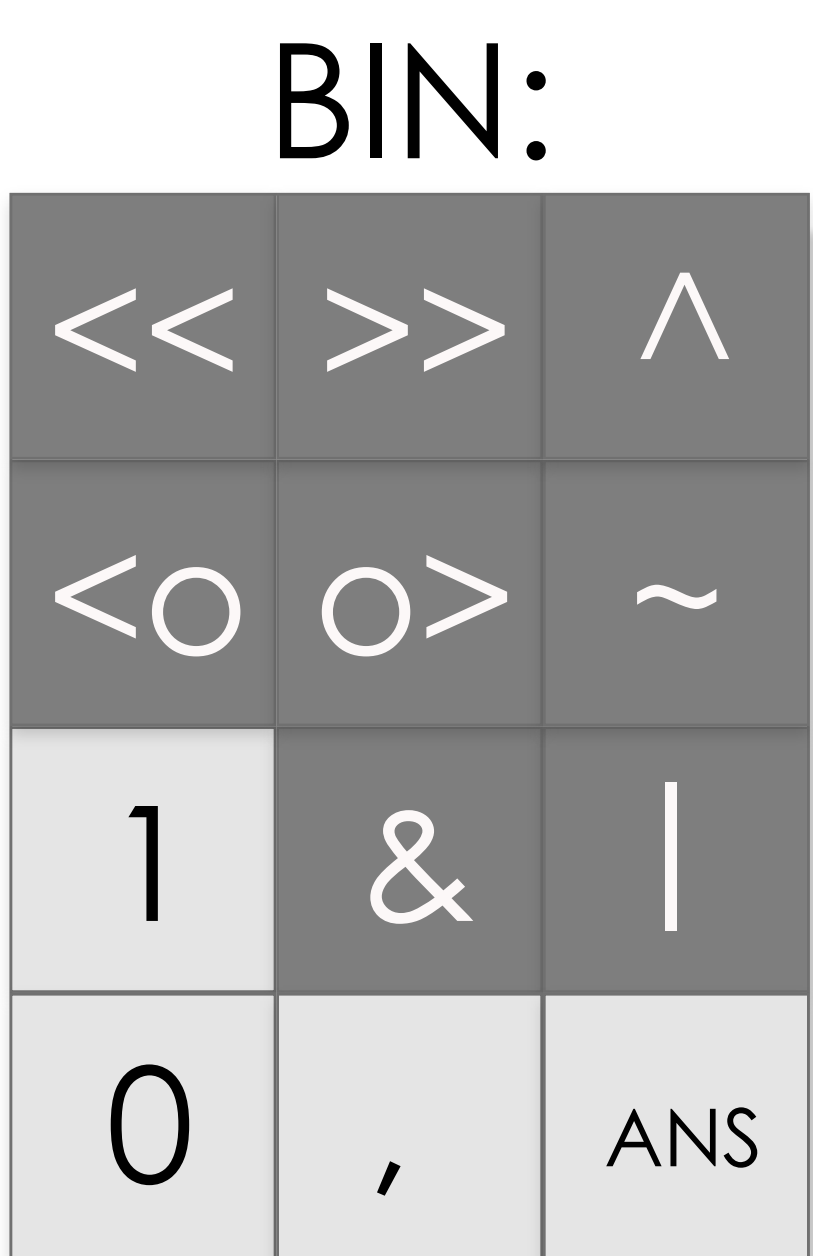 BIN:
<< >> ^
<o o> ~
1 & |
0 , ANS